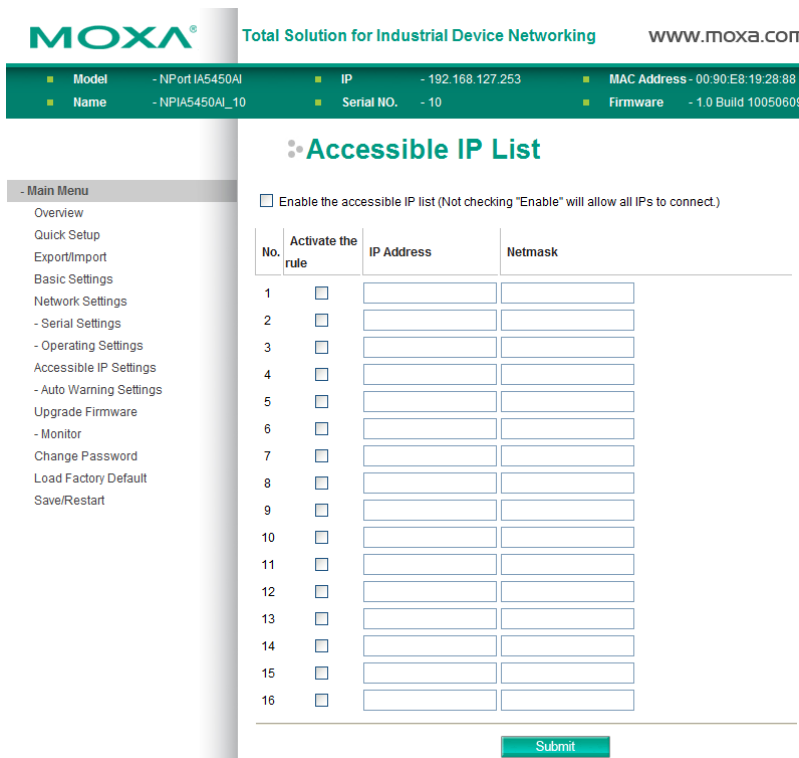 MOXA® Total Solution for Industrial Device Networking www.moxa.com
Model - NPort IA5450AI IP - 192.168.127.253 MAC Address - 00:90:E8:19:28:88
Name - NPIA5450AI_10 Serial NO. - 10 Firmware - 1.0 Build 10050609
Accessible IP List
- Main Menu
Overview
Quick Setup
Export/Import
Basic Settings
Network Settings
- Serial Settings
- Operating Settings
Accessible IP Settings
- Auto Warning Settings
Upgrade Firmware
- Monitor
Change Password
Load Factory Default
Save/Restart
Enable the accessible IP list (Not checking "Enable" will allow all IPs to connect.)
No. Activate the rule IP Address Netmask
1
2
3
4
5
6
7
8
9
10
11
12
13
14
15
16
Submit